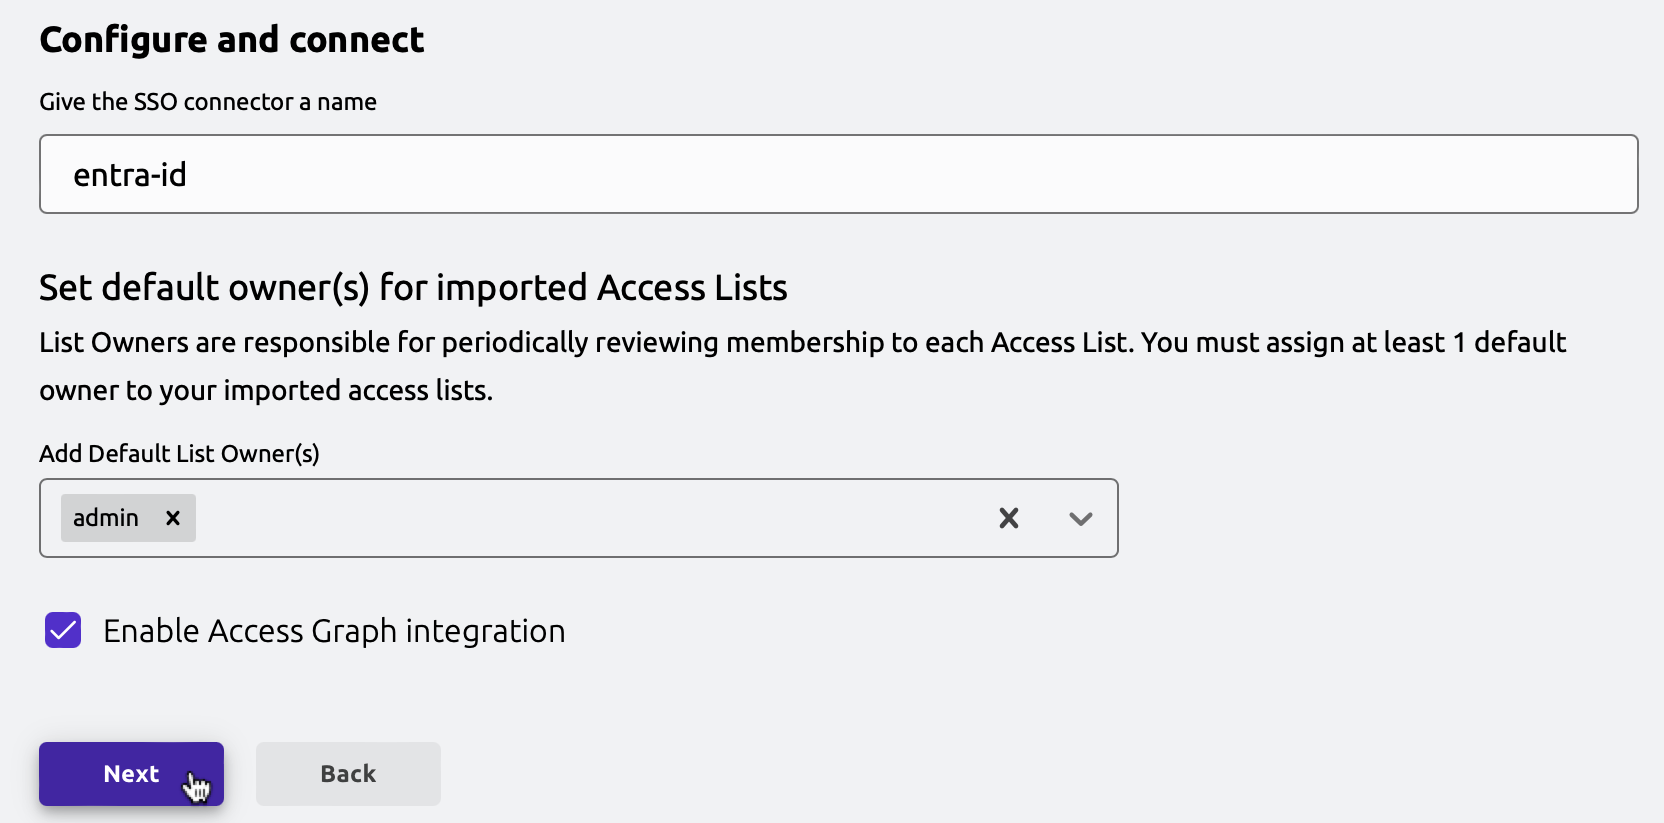 Configure and connect
Give the SSO connector a name
entra-id
Set default owner(s) for imported Access Lists
List Owners are responsible for periodically reviewing membership to each Access List. You must assign at least 1 default
owner to your imported access lists.
Add Default List Owner(s)
admin
Enable Access Graph integration
Next
Back